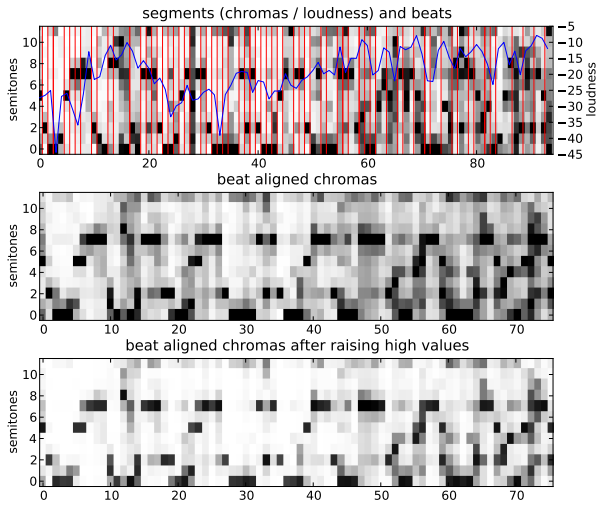 segments (chromas / loudness) and beats
semitones
10
8
6
4
2
0
0 20 40 60 80
−5
−10
−15
−20
−25
−30
−35
−40
−45
loudness
beat aligned chromas
semitones
10
8
6
4
2
0
0 10 20 30 40 50 60 70
beat aligned chromas after raising high values
semitones
10
8
6
4
2
0
0 10 20 30 40 50 60 70